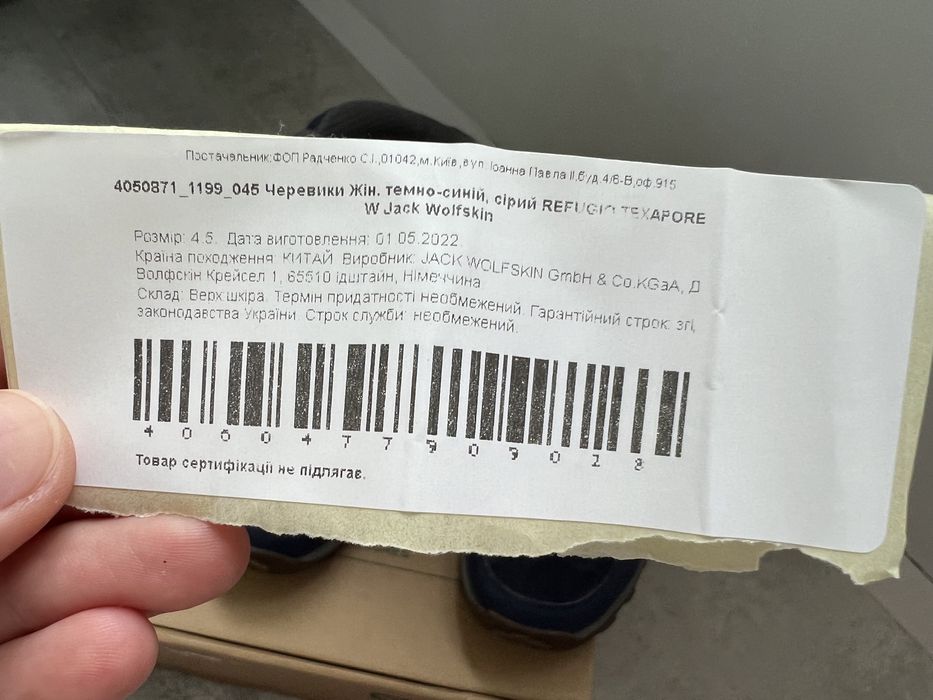 Постачальник:ФОП Радченко С.І.,01042,м.Київ,вул.Іоанна Павла ІІ,буд.4/6-В,оф.915
4050871_1199_045 Черевики Жін. темно-синій, сірий REFUGIO TEXAPORE
W Jack Wolfskin
Розмір: 4.5. Дата виготовлення: 01.05.2022.
Країна походження: КИТАЙ. Виробник: JACK WOLFSKIN GmbH & Co.KGaA, Д
Волфскін Крейсел 1, 65510 Ідштайн, Німеччина
Склад: Верх:шкіра. Термін придатності необмежений. Гарантійний строк: згі,
законодавства України. Строк служби: необмежений.
4060477909028
Товар сертифікації не підлягає.